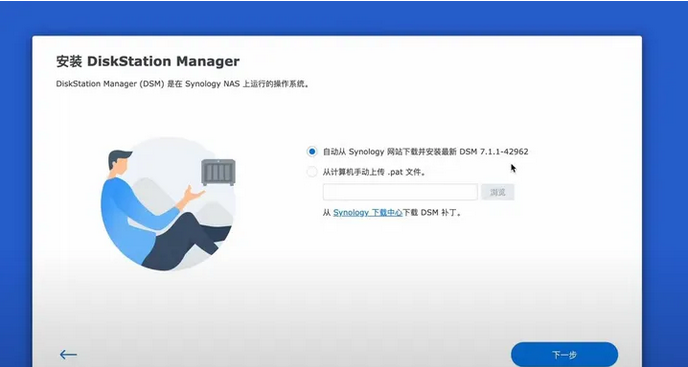 安装 DiskStation Manager
DiskStation Manager (DSM) 是在 Synology NAS 上运行的操作系统。
自动从 Synology 网站下载并安装最新 DSM 7.1.1-42962
从计算机手动上传 .pat 文件。
浏览
从 Synology 下载中心下载 DSM 补丁。
下一步